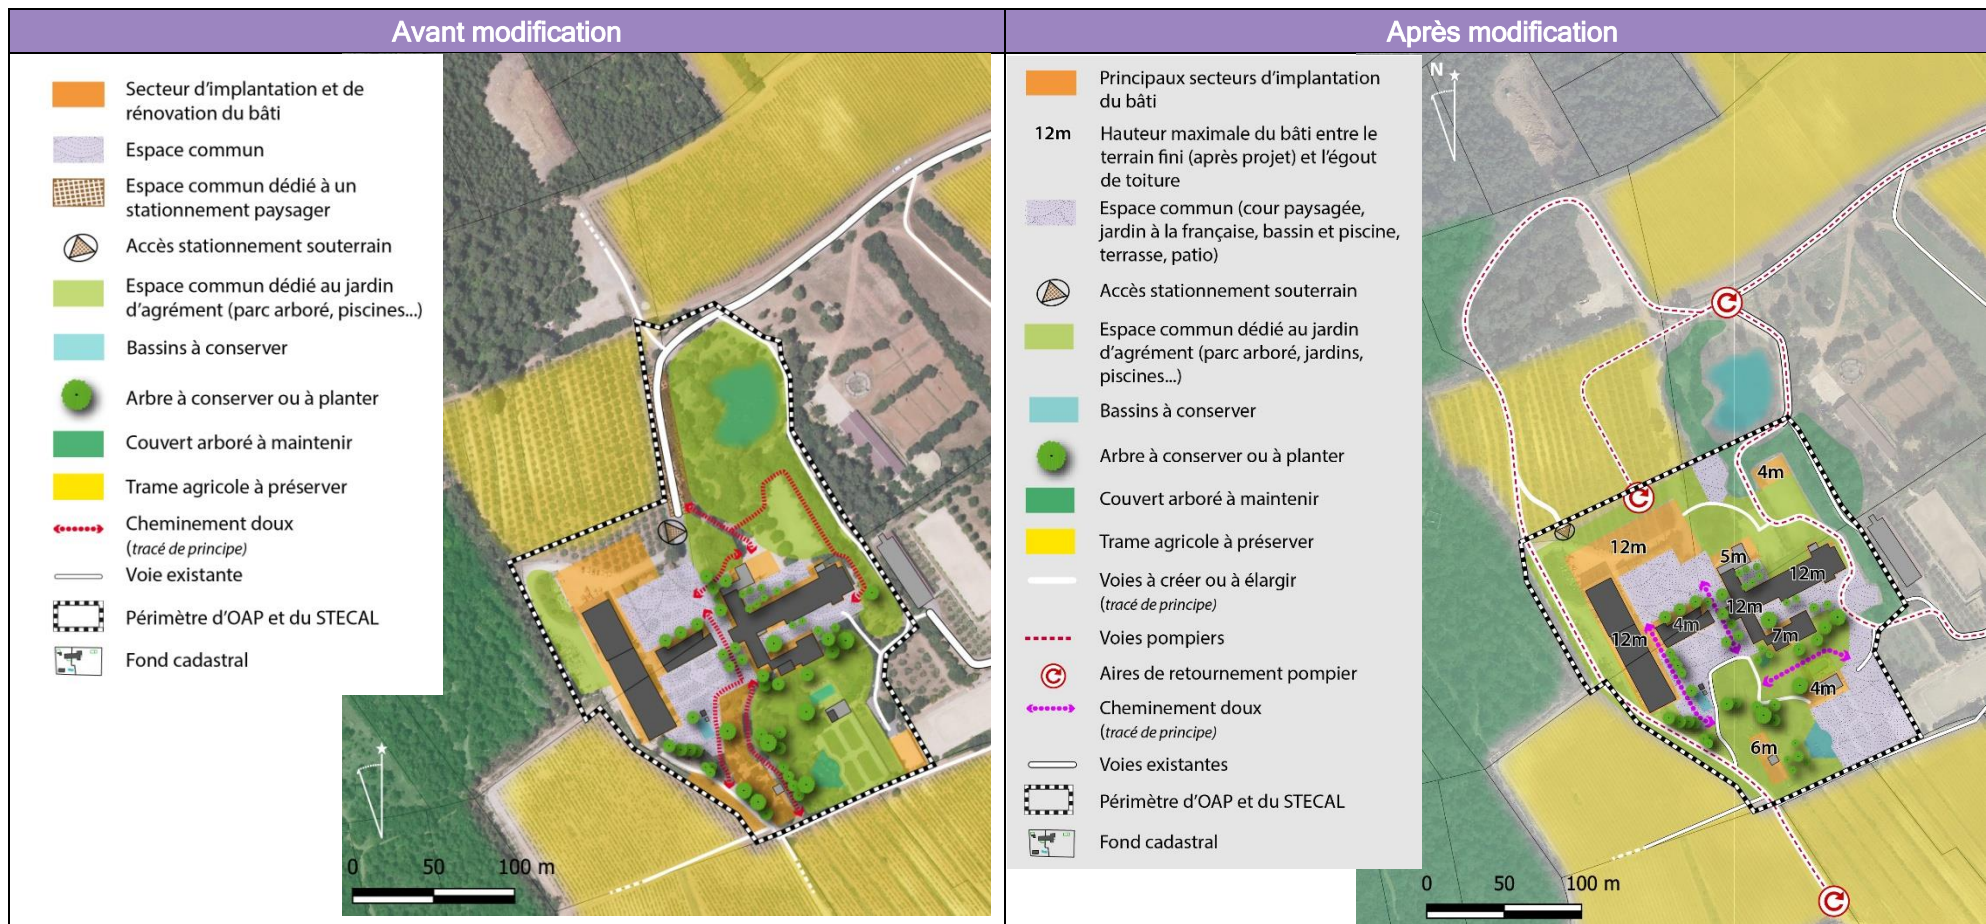 Avant modification
Secteur d'implantation et de
rénovation du bâti
Espace commun
Espace commun dédié à un
stationnement paysager
Accès stationnement souterrain
Espace commun dédié au jardin
d'agrément (parc arboré, piscines...)
Bassins à conserver
Arbre à conserver ou à planter
Couvert arboré à maintenir
Trame agricole à préserver
Cheminement doux
(tracé de principe)
Voie existante
Périmètre d'OAP et du STECAL
Fond cadastral
0 50 100 m
Après modification
Principaux secteurs d'implantation
du bâti
12m Hauteur maximale du bâti entre le
terrain fini (après projet) et l'égout
de toiture
Espace commun (cour paysagée,
jardin à la française, bassin et piscine,
terrasse, patio)
Accès stationnement souterrain
Espace commun dédié au jardin
d'agrément (parc arboré, jardins,
piscines...)
Bassins à conserver
Arbre à conserver ou à planter
Couvert arboré à maintenir
Trame agricole à préserver
Voies à créer ou à élargir
(tracé de principe)
Voies pompiers
Aires de retournement pompier
Cheminement doux
(tracé de principe)
Voies existantes
Périmètre d'OAP et du STECAL
Fond cadastral
N
4m
12m
5m
12m
12m
4m
7m
12m
4m
6m
0 50 100 m